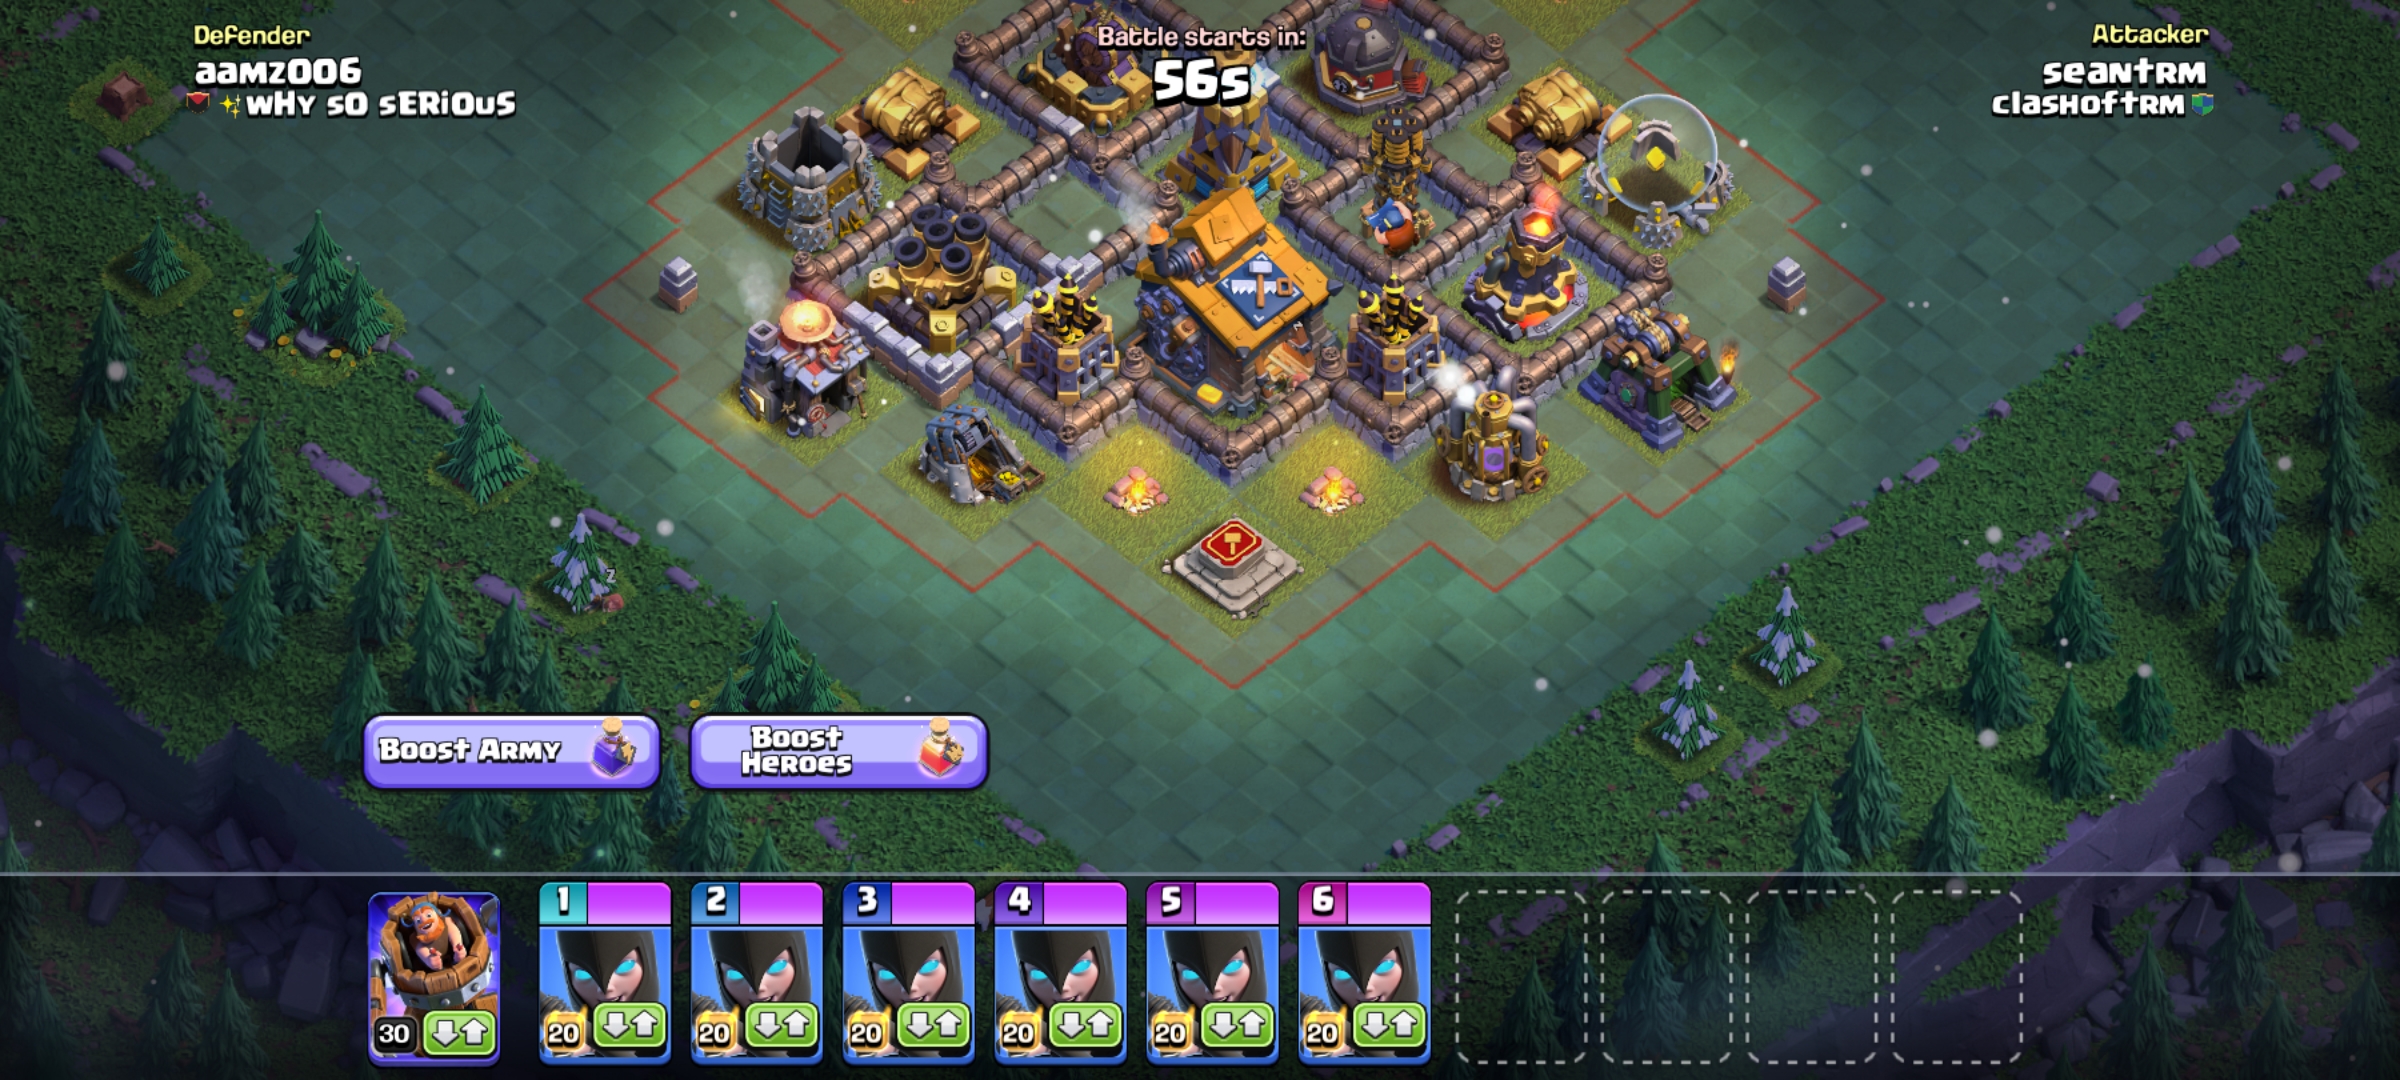 Defender
aamz006
wHy sO sERiOuS
Battle starts in:
56s
Attacker
seantRM
clashoftRM
z
z
Boost Army
Boost
Heroes
1
2
3
4
5
6
30
20
20
20
20
20
20